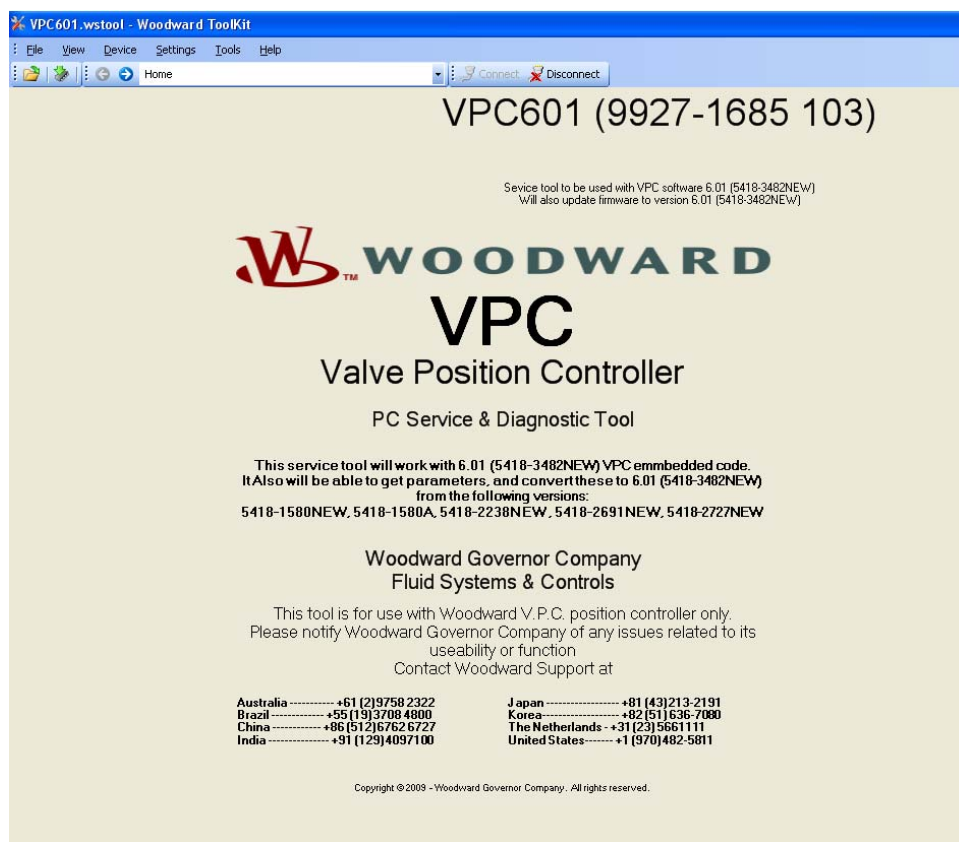 VPC601.wstool - Woodward ToolKit
File View Device Settings Tools Help
Home Connect Disconnect
VPC601 (9927-1685 103)
Sevice tool to be used with VPC software 6.01 (5418-3482NEW)
Will also update firmware to version 6.01 (5418-3482NEW)
W TM WOODWARD
VPC
Valve Position Controller
PC Service & Diagnostic Tool
This service tool will work with 6.01 (5418-3482NEW) VPC emmbedded code.
It Also will be able to get parameters, and convert these to 6.01 (5418-3482NEW)
from the following versions:
5418-1580NEW, 5418-1580A, 5418-2238NEW, 5418-2691NEW, 5418-2727NEW
Woodward Governor Company
Fluid Systems & Controls
This tool is for use with Woodward V.P.C. position controller only.
Please notify Woodward Governor Company of any issues related to its
useability or function
Contact Woodward Support at
Australia ----------- +61 (2)9758 2322 Japan ------------------ +81 (43)213-2191
Brazil ------------- +55 (19)3708 4800 Korea------------------- +82 (51) 636-7080
China ------------ +86 (512)6762 6727 The Netherlands - +31 (23)5661111
India --------------- +91 (129)4097100 United States------- +1 (970)482-5811
Copyright © 2009 - Woodward Governor Company. All rights reserved.